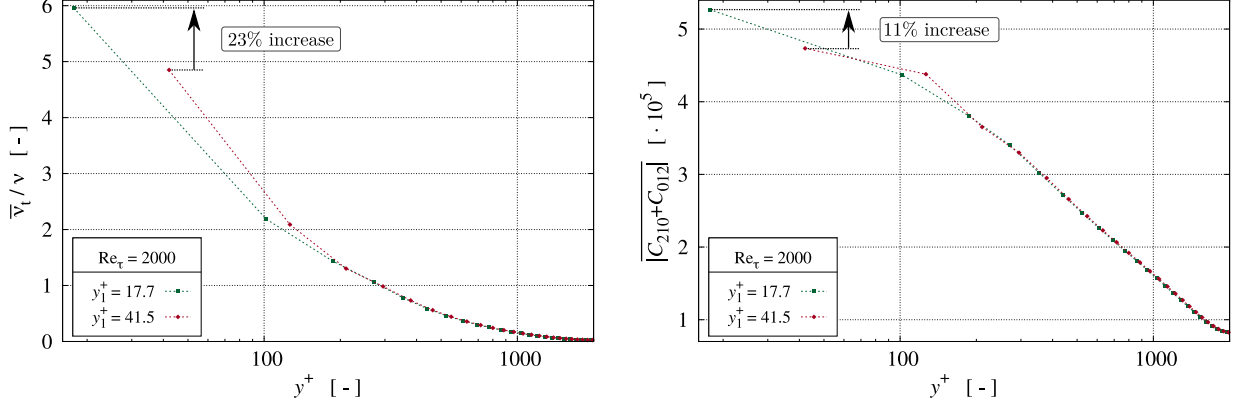 6
5
4
3
2
1
0
100
1000
ν̅ₜ / ν [ - ]
y⁺ [ - ]
23% increase
Reτ = 2000
y₁⁺ = 17.7
y₁⁺ = 41.5
5
4
3
2
1
100
1000
|C₂₁₀+C₀₁₂| [ · 10⁵ ]
y⁺ [ - ]
11% increase
Reτ = 2000
y₁⁺ = 17.7
y₁⁺ = 41.5